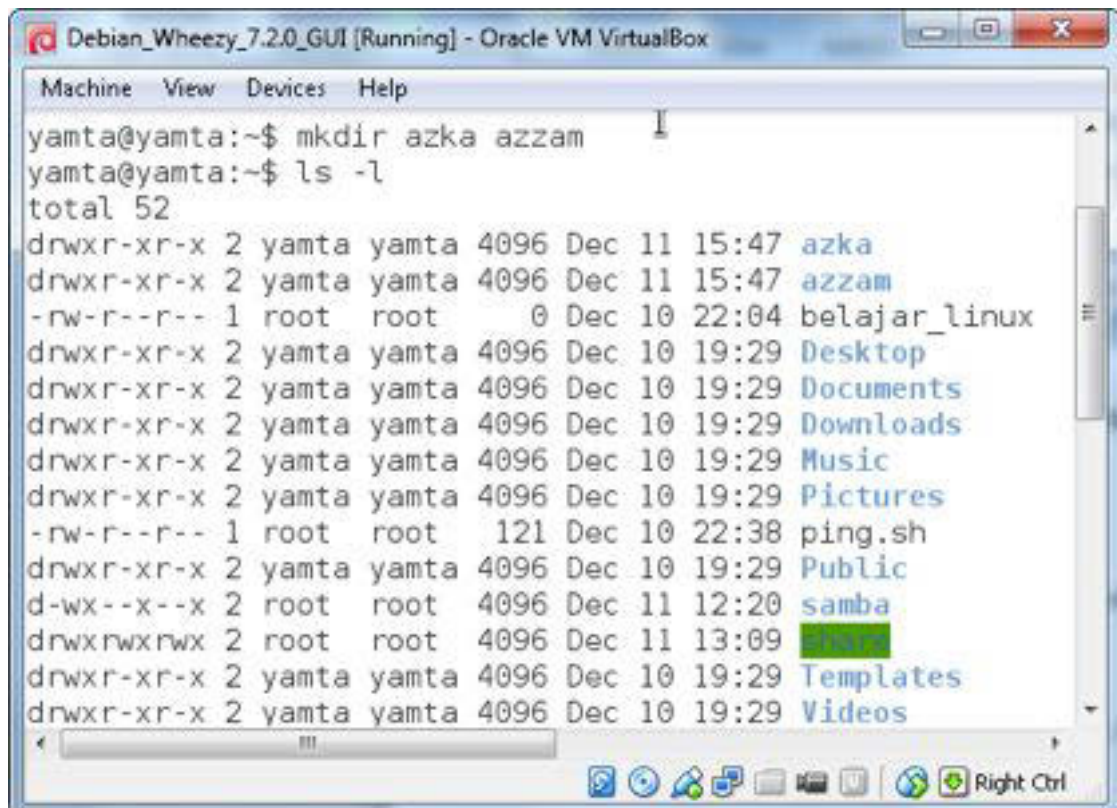 Debian_Wheezy_7.2.0_GUI [Running] - Oracle VM VirtualBox
Machine View Devices Help
yamta@yamta:~$ mkdir azka azzam
yamta@yamta:~$ ls -l
total 52
drwxr-xr-x 2 yamta yamta 4096 Dec 11 15:47 azka
drwxr-xr-x 2 yamta yamta 4096 Dec 11 15:47 azzam
-rw-r--r-- 1 root root 0 Dec 10 22:04 belajar_linux
drwxr-xr-x 2 yamta yamta 4096 Dec 10 19:29 Desktop
drwxr-xr-x 2 yamta yamta 4096 Dec 10 19:29 Documents
drwxr-xr-x 2 yamta yamta 4096 Dec 10 19:29 Downloads
drwxr-xr-x 2 yamta yamta 4096 Dec 10 19:29 Music
drwxr-xr-x 2 yamta yamta 4096 Dec 10 19:29 Pictures
-rw-r--r-- 1 root root 121 Dec 10 22:38 ping.sh
drwxr-xr-x 2 yamta yamta 4096 Dec 10 19:29 Public
d-wx--x--x 2 root root 4096 Dec 11 12:20 samba
drwxrwxrwx 2 root root 4096 Dec 11 13:09 share
drwxr-xr-x 2 yamta yamta 4096 Dec 10 19:29 Templates
drwxr-xr-x 2 yamta yamta 4096 Dec 10 19:29 Videos
Right Ctrl